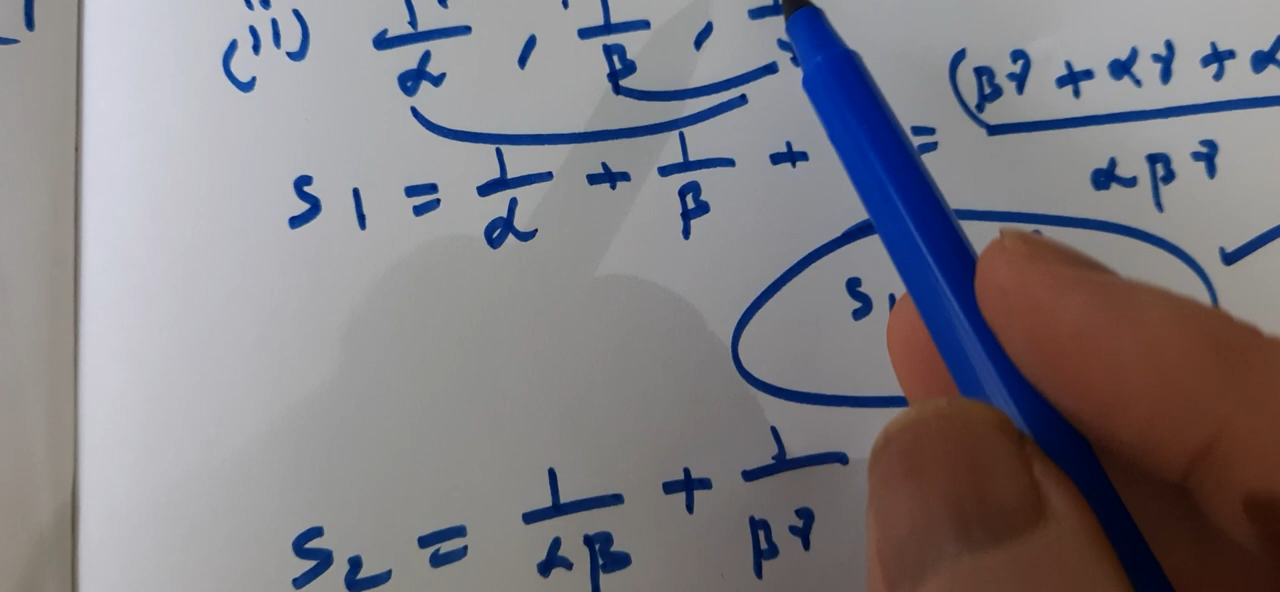 (ii) 1/α , 1/β ,
S1 = 1/α + 1/β + = (βγ + αγ + α / αβγ
S1
S2 = 1/αβ + 1/βγ